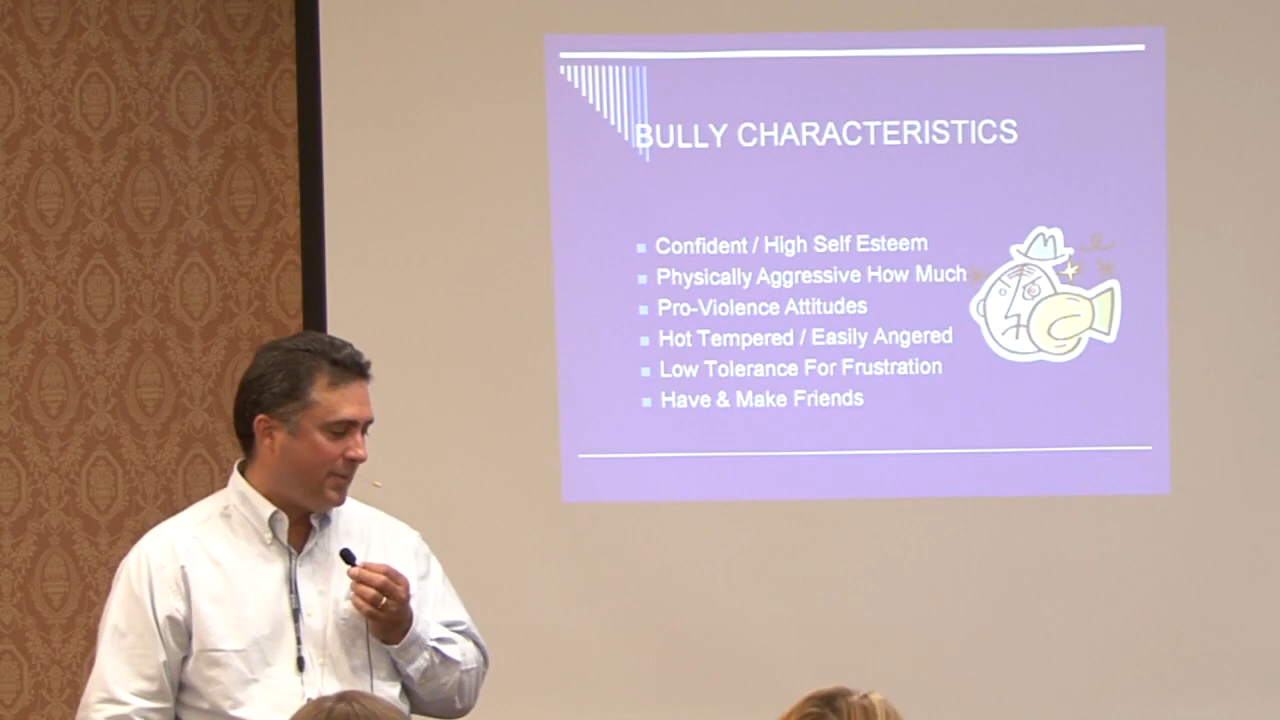 BULLY CHARACTERISTICS
Confident / High Self Esteem
Physically Aggressive How Much
Pro-Violence Attitudes
Hot Tempered / Easily Angered
Low Tolerance For Frustration
Have & Make Friends